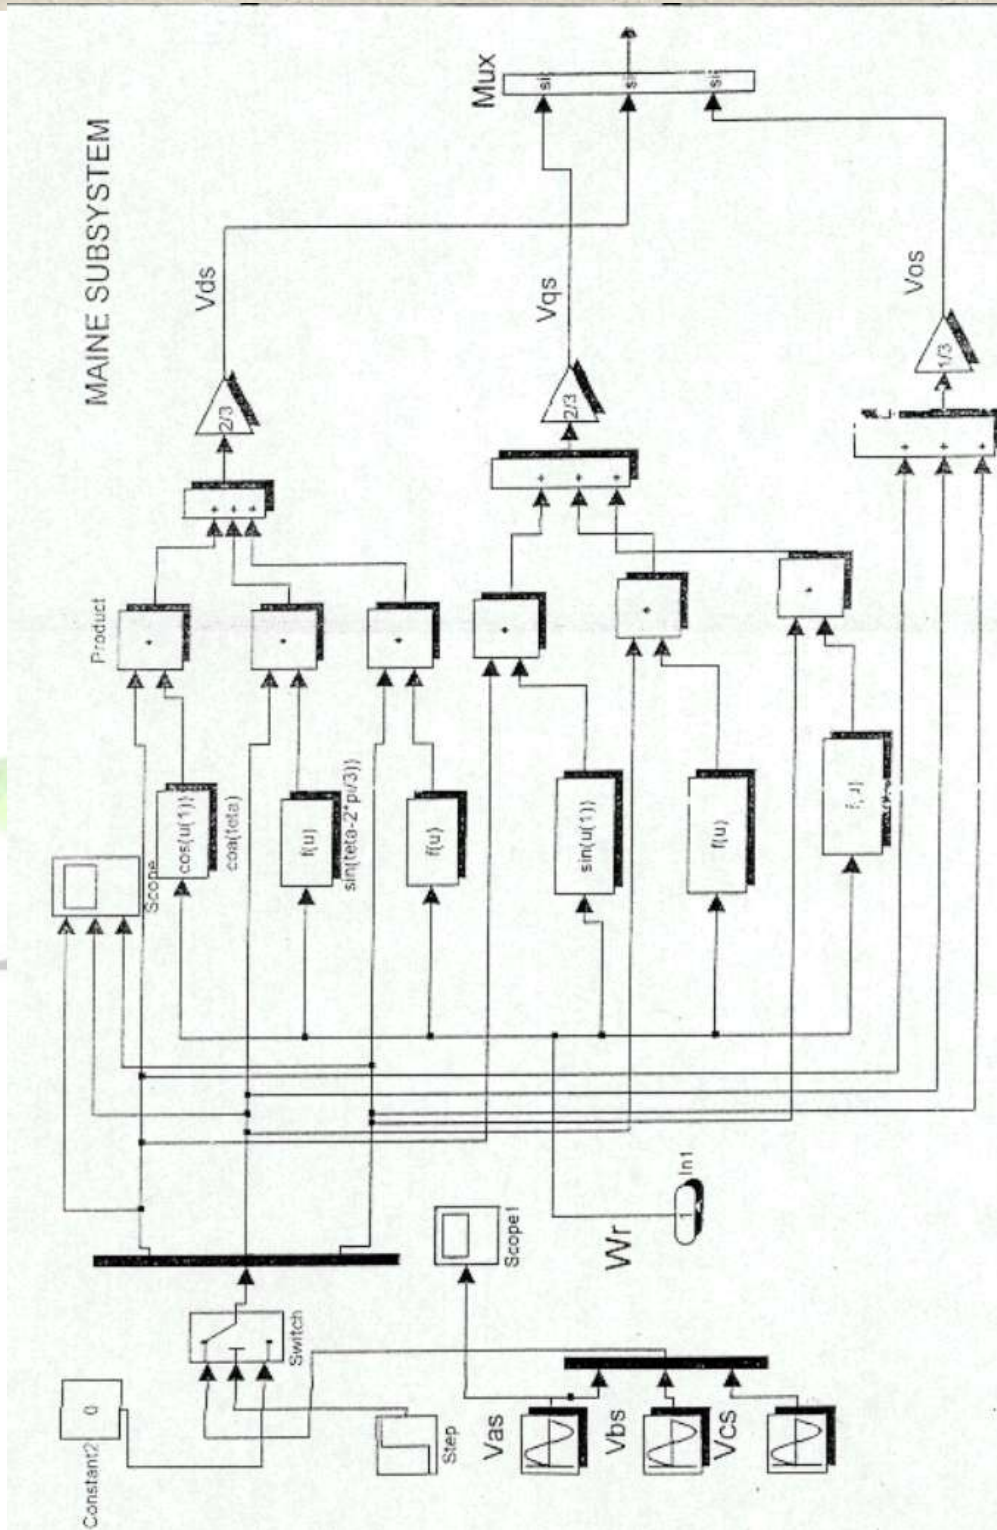 MAINE SUBSYSTEM
Mux
Vds
Vqs
Vos
2/3
2/3
1/3
Product
Scope
cos(u(1))
coa(teta)
f(u)
sin(teta-2*pi/3))
f(u)
sin(u(1))
f(u)
f(u)
Constant2
0
Switch
Step
Scope1
Wr
1
In1
Vas
Vbs
Vcs